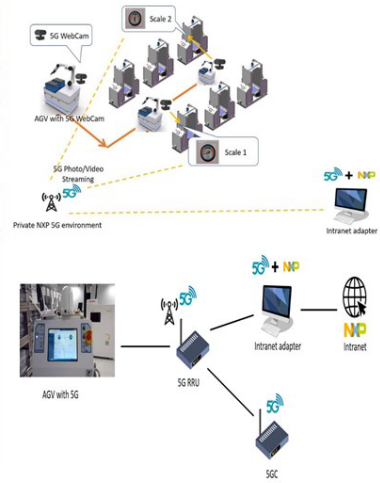 Scale 2
5G WebCam
AGV with 5G WebCam
Scale 1
5G Photo/Video
Streaming
5G
5G + NXP
Private NXP 5G environment
Intranet adapter
5G + NXP
5G
Intranet adapter
NXP
Intranet
AGV with 5G
5G RRU
5G
5GC